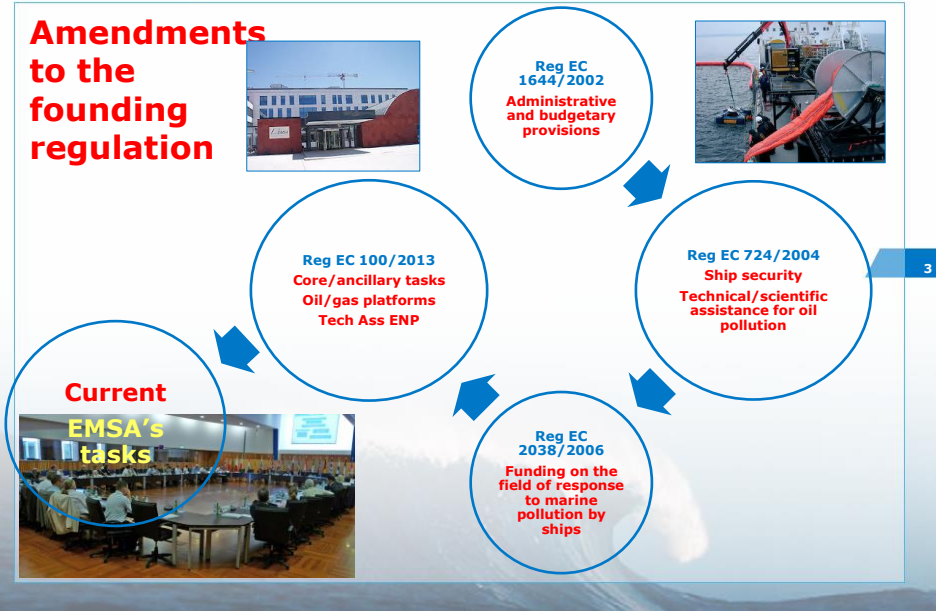 Amendments
to the
founding
regulation
Reg EC
1644/2002
Administrative
and budgetary
provisions
Reg EC 724/2004
Ship security
Technical/scientific
assistance for oil
pollution
3
Reg EC
2038/2006
Funding on the
field of response
to marine
pollution by
ships
Reg EC 100/2013
Core/ancillary tasks
Oil/gas platforms
Tech Ass ENP
Current
EMSA’s
tasks